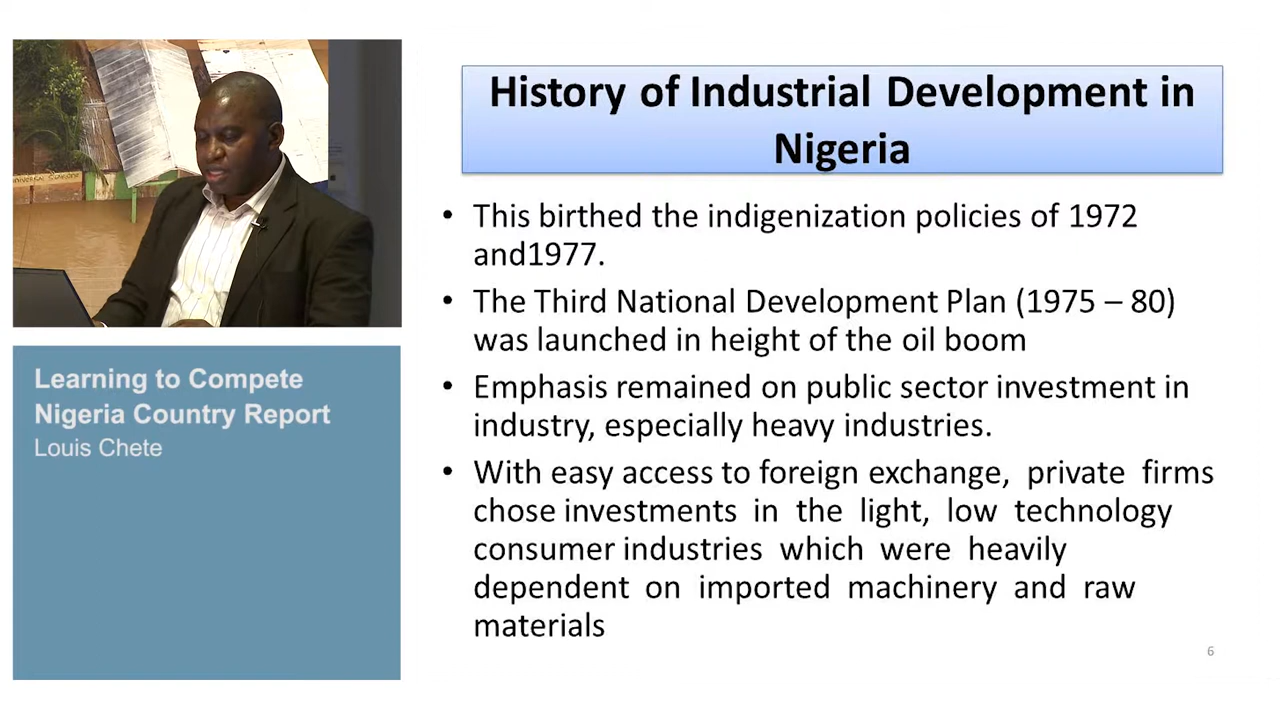 History of Industrial Development in
Nigeria
• This birthed the indigenization policies of 1972
and1977.
• The Third National Development Plan (1975 – 80)
was launched in height of the oil boom
• Emphasis remained on public sector investment in
industry, especially heavy industries.
• With easy access to foreign exchange, private firms
chose investments in the light, low technology
consumer industries which were heavily
dependent on imported machinery and raw
materials
6
Learning to Compete
Nigeria Country Report
Louis Chete